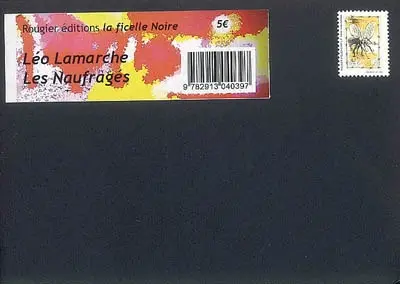 Rougier éditions la ficelle Noire
5€
Léo Lamarche
Les Naufragés
9 782913 040397